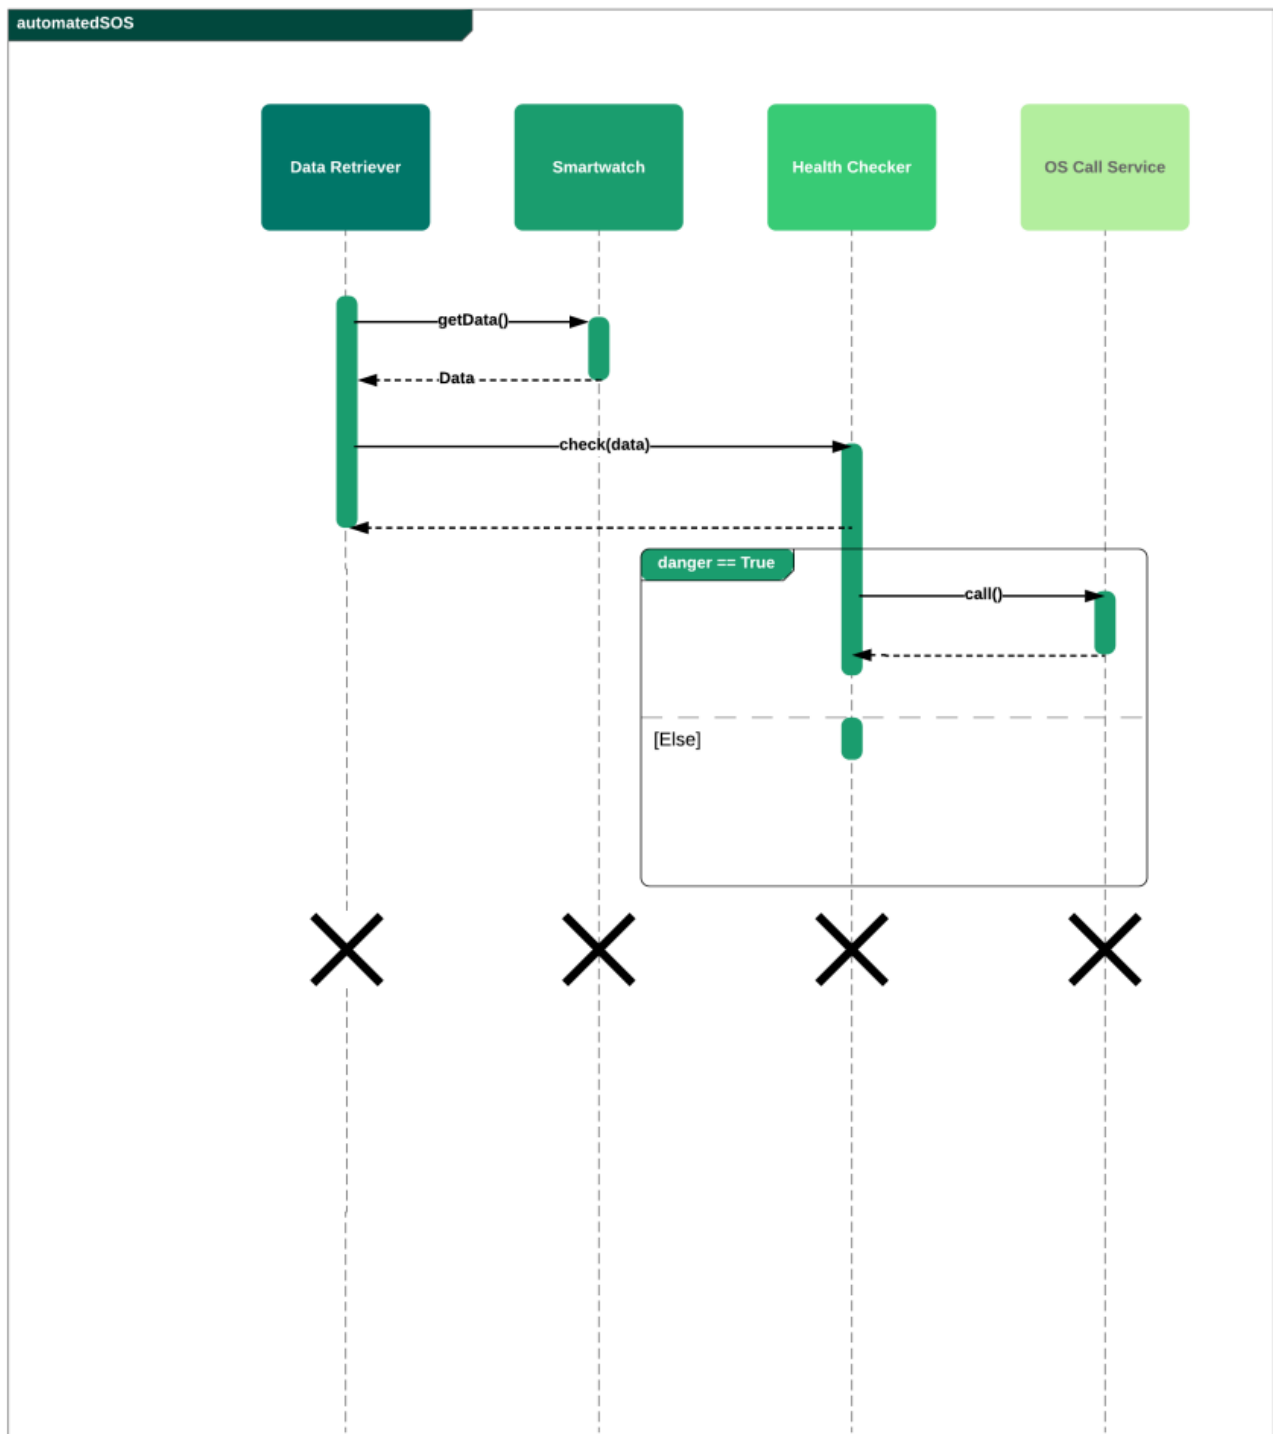 automatedSOS
Data Retriever
Smartwatch
Health Checker
OS Call Service
getData()
Data
check(data)
danger == True
call()
[Else]